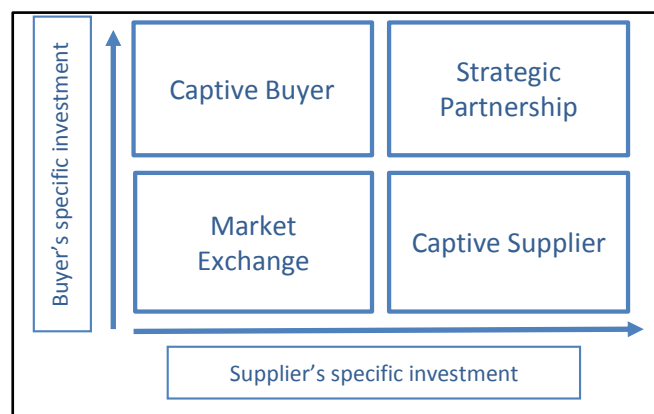 Buyer's specific investment
Captive Buyer
Strategic
Partnership
Market
Exchange
Captive Supplier
Supplier's specific investment